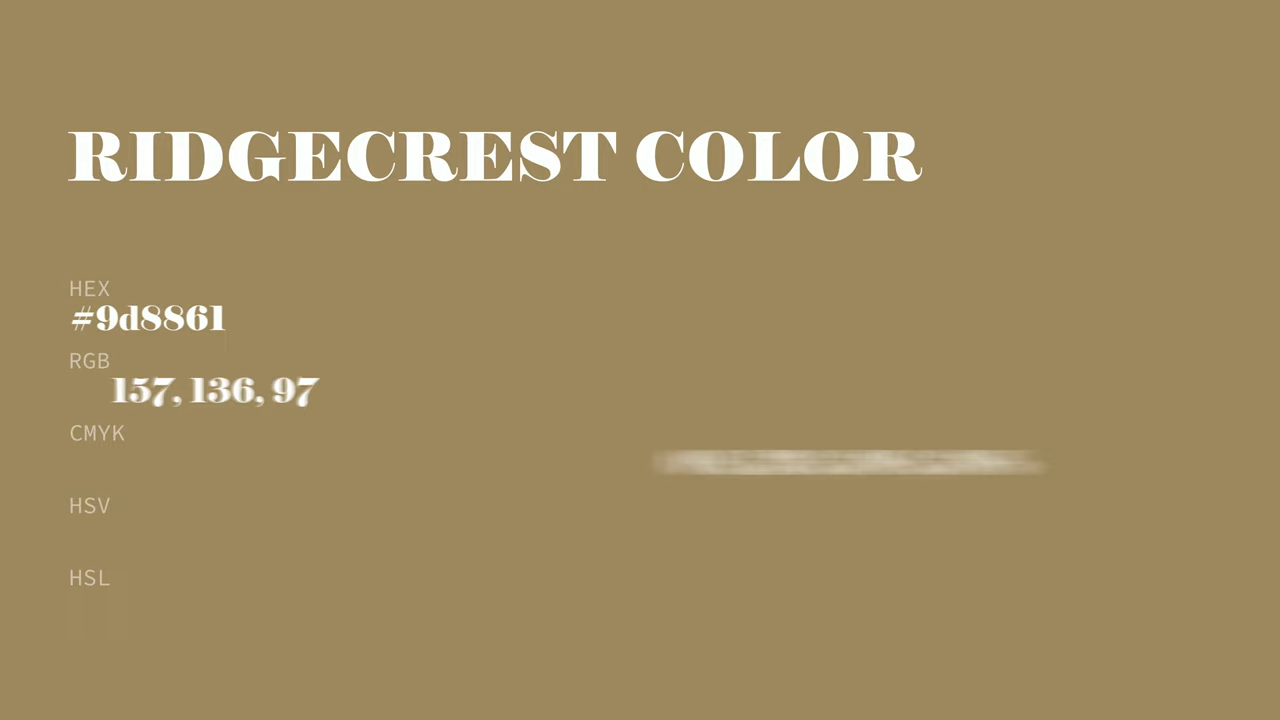 RIDGECREST COLOR
HEX
#9d8861
RGB
157, 136, 97
CMYK
HSV
HSL